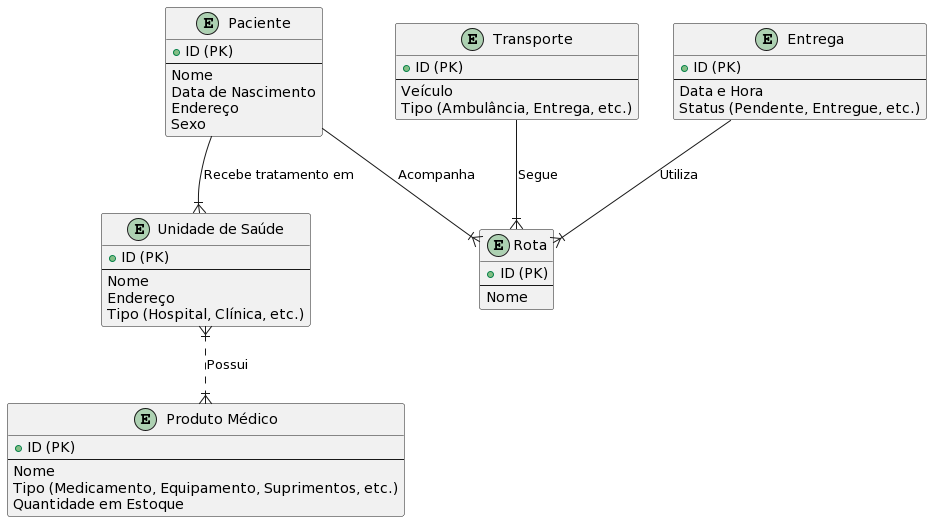 E Paciente
ID (PK)
Nome
Data de Nascimento
Endereço
Sexo
E Transporte
ID (PK)
Veículo
Tipo (Ambulância, Entrega, etc.)
E Entrega
ID (PK)
Data e Hora
Status (Pendente, Entregue, etc.)
Recebe tratamento em
Acompanha
Segue
Utiliza
E Unidade de Saúde
ID (PK)
Nome
Endereço
Tipo (Hospital, Clínica, etc.)
E Rota
ID (PK)
Nome
Possui
E Produto Médico
ID (PK)
Nome
Tipo (Medicamento, Equipamento, Suprimentos, etc.)
Quantidade em Estoque